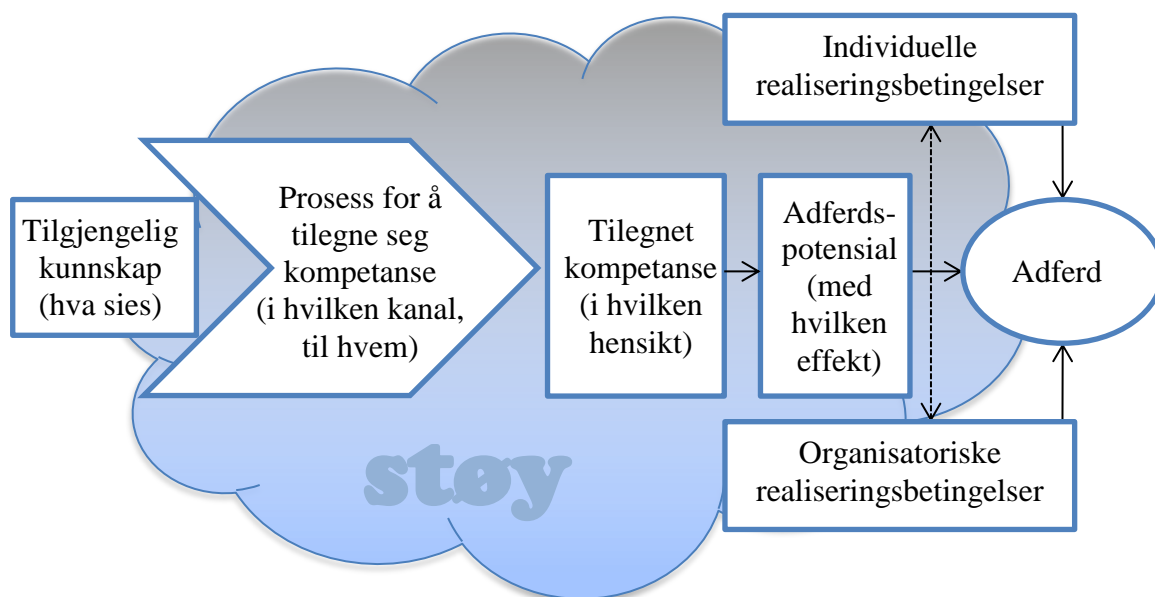 Individuelle
realiseringsbetingelser
Tilgjengelig
kunnskap
(hva sies)
Prosess for å
tilegne seg
kompetanse
(i hvilken kanal,
til hvem)
Tilegnet
kompetanse
(i hvilken
hensikt)
Adferds-
potensial
(med
hvilken
effekt)
Adferd
støy
Organisatoriske
realiseringsbetingelser